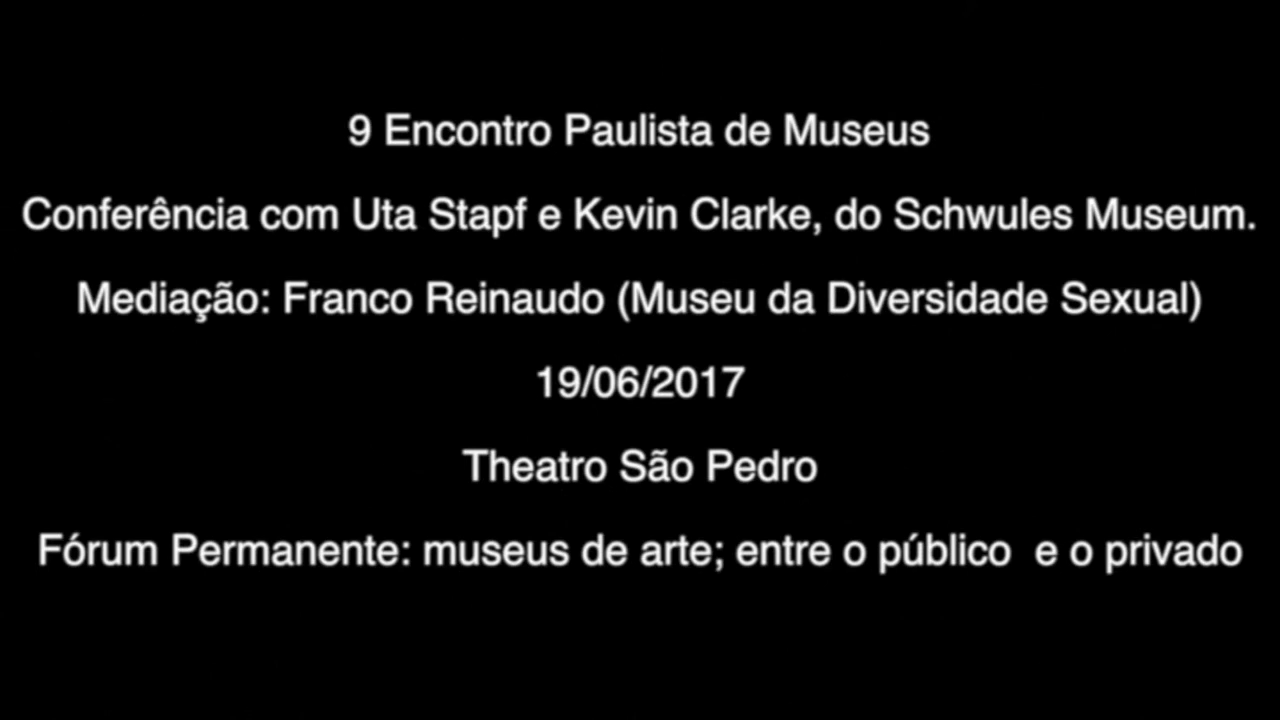 9 Encontro Paulista de Museus
Conferência com Uta Stapf e Kevin Clarke, do Schwules Museum.
Mediação: Franco Reinaudo (Museu da Diversidade Sexual)
19/06/2017
Theatro São Pedro
Fórum Permanente: museus de arte; entre o público  e o privado